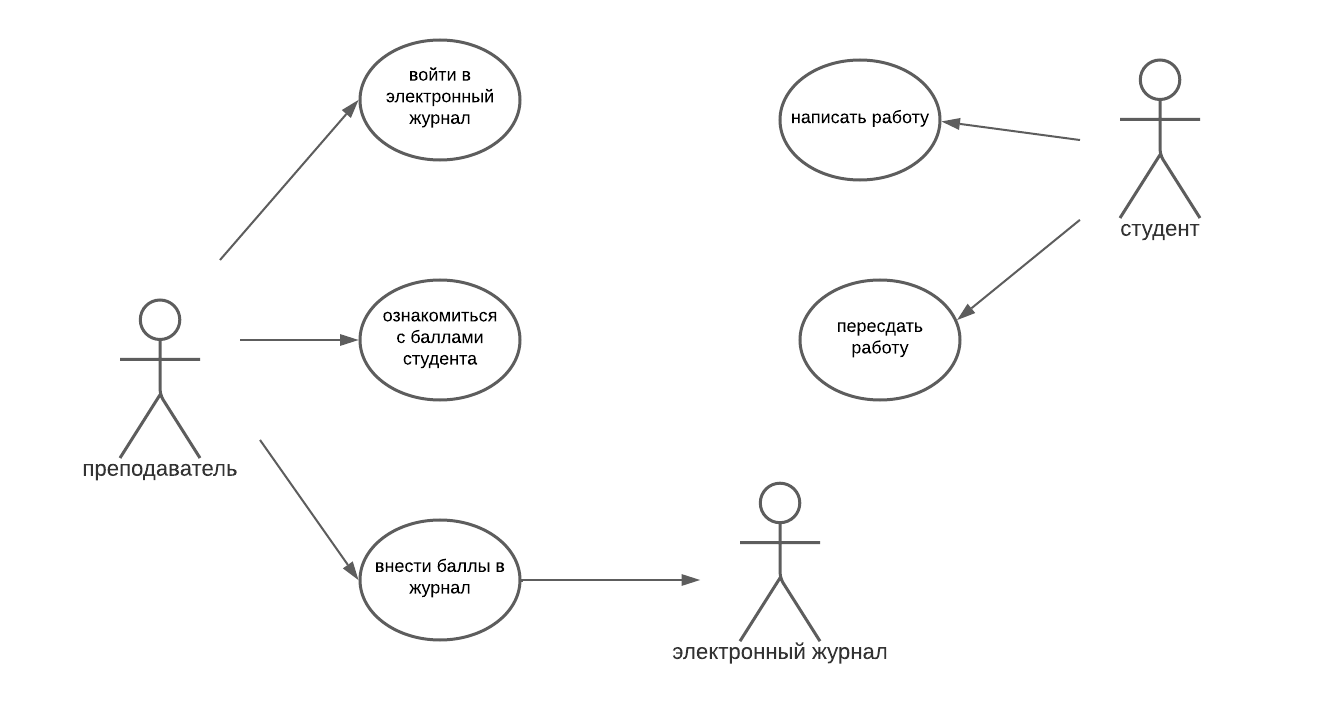 войти в
электронный
журнал
написать работу
студент
ознакомиться
с баллами
студента
пересдать
работу
преподаватель
внести баллы в
журнал
электронный журнал